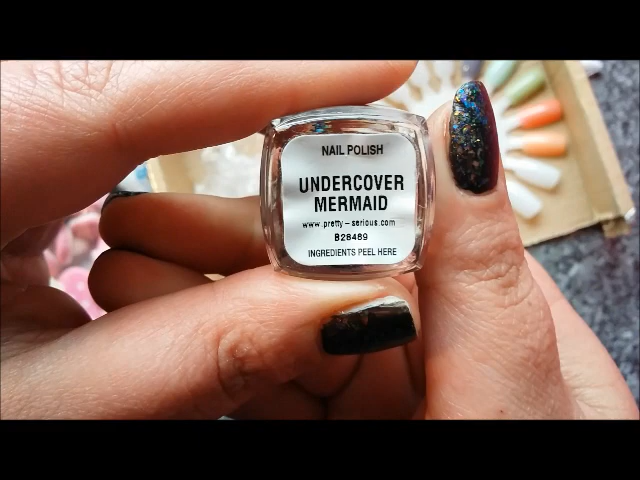 NAIL POLISH
UNDERCOVER
MERMAID
www.pretty-serious.com
B28489
INGREDIENTS PEEL HERE